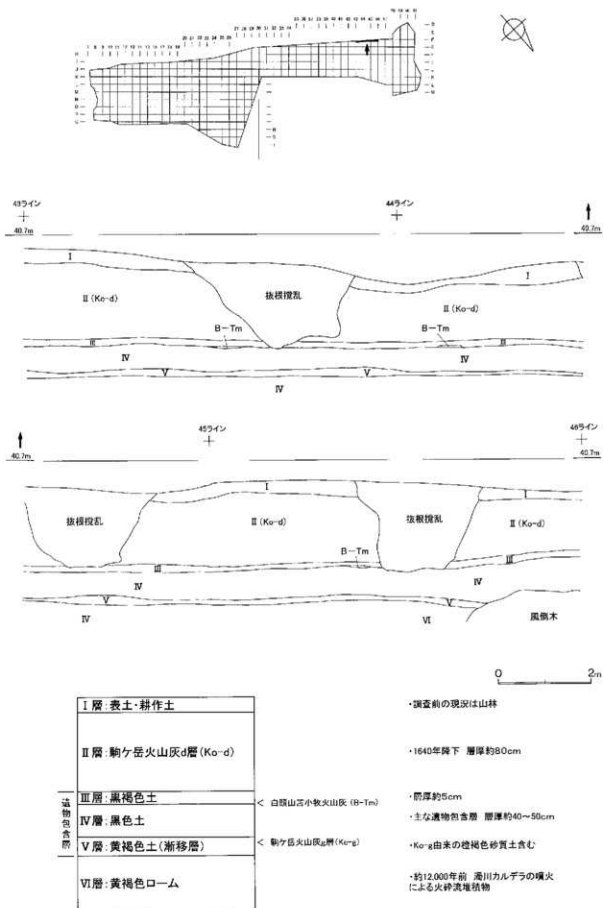 43ライン
44ライン
40.7m
40.7m
I
I
II (Ko-d)
抜根撹乱
II (Ko-d)
B-Tm
B-Tm
III
III
IV
IV
V
V
IV
45ライン
46ライン
40.7m
40.7m
I
I
抜根撹乱
II (Ko-d)
抜根撹乱
II (Ko-d)
B-Tm
III
III
IV
IV
V
V
IV
VI
風倒木
0 2m
I 層:表土・耕作土
・調査前の現況は山林
II 層:駒ケ岳火山灰d層(Ko-d)
・1640年降下 層厚約80cm
遺物包含層
III 層:黒褐色土
・層厚約5cm
< 白頭山苫小牧火山灰 (B-Tm)
IV 層:黒色土
・主な遺物包含層 層厚約40~50cm
V 層:黄褐色土(漸移層)
< 駒ケ岳火山灰g層(Ko-g)
・Ko-g由来の橙褐色砂質土含む
VI 層:黄褐色ローム
・約12,000年前 濁川カルデラの噴火
による火砕流堆積物